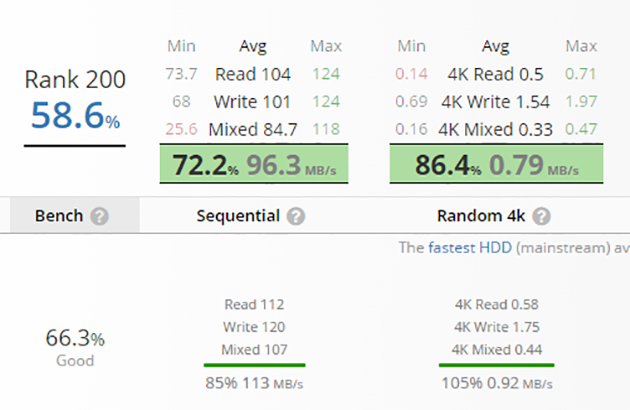 Rank 200
58.6%
Min Avg Max
73.7 Read 104 124
68 Write 101 124
25.6 Mixed 84.7 118
72.2% 96.3 MB/s
Min Avg Max
0.14 4K Read 0.5 0.71
0.69 4K Write 1.54 1.97
0.16 4K Mixed 0.33 0.47
86.4% 0.79 MB/s
Bench ? Sequential ? Random 4k ?
The fastest HDD (mainstream) av
66.3%
Good
Read 112
Write 120
Mixed 107
85% 113 MB/s
4K Read 0.58
4K Write 1.75
4K Mixed 0.44
105% 0.92 MB/s